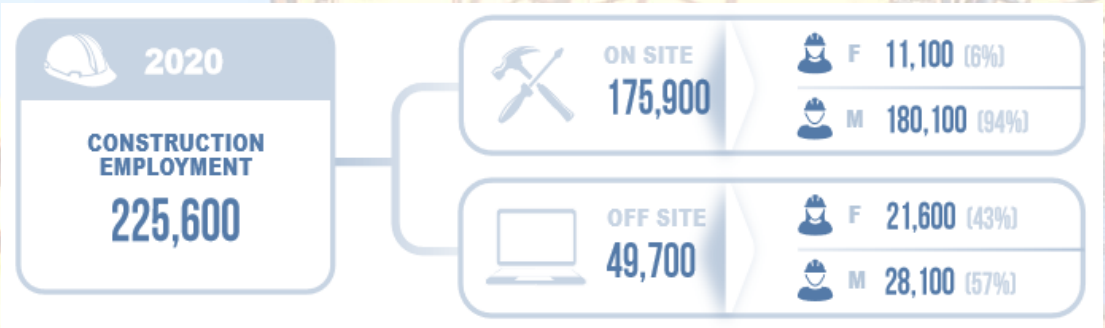 2020
CONSTRUCTION
EMPLOYMENT
225,600
ON SITE
175,900
F 11,100 (6%)
M 180,100 (94%)
OFF SITE
49,700
F 21,600 (43%)
M 28,100 (57%)